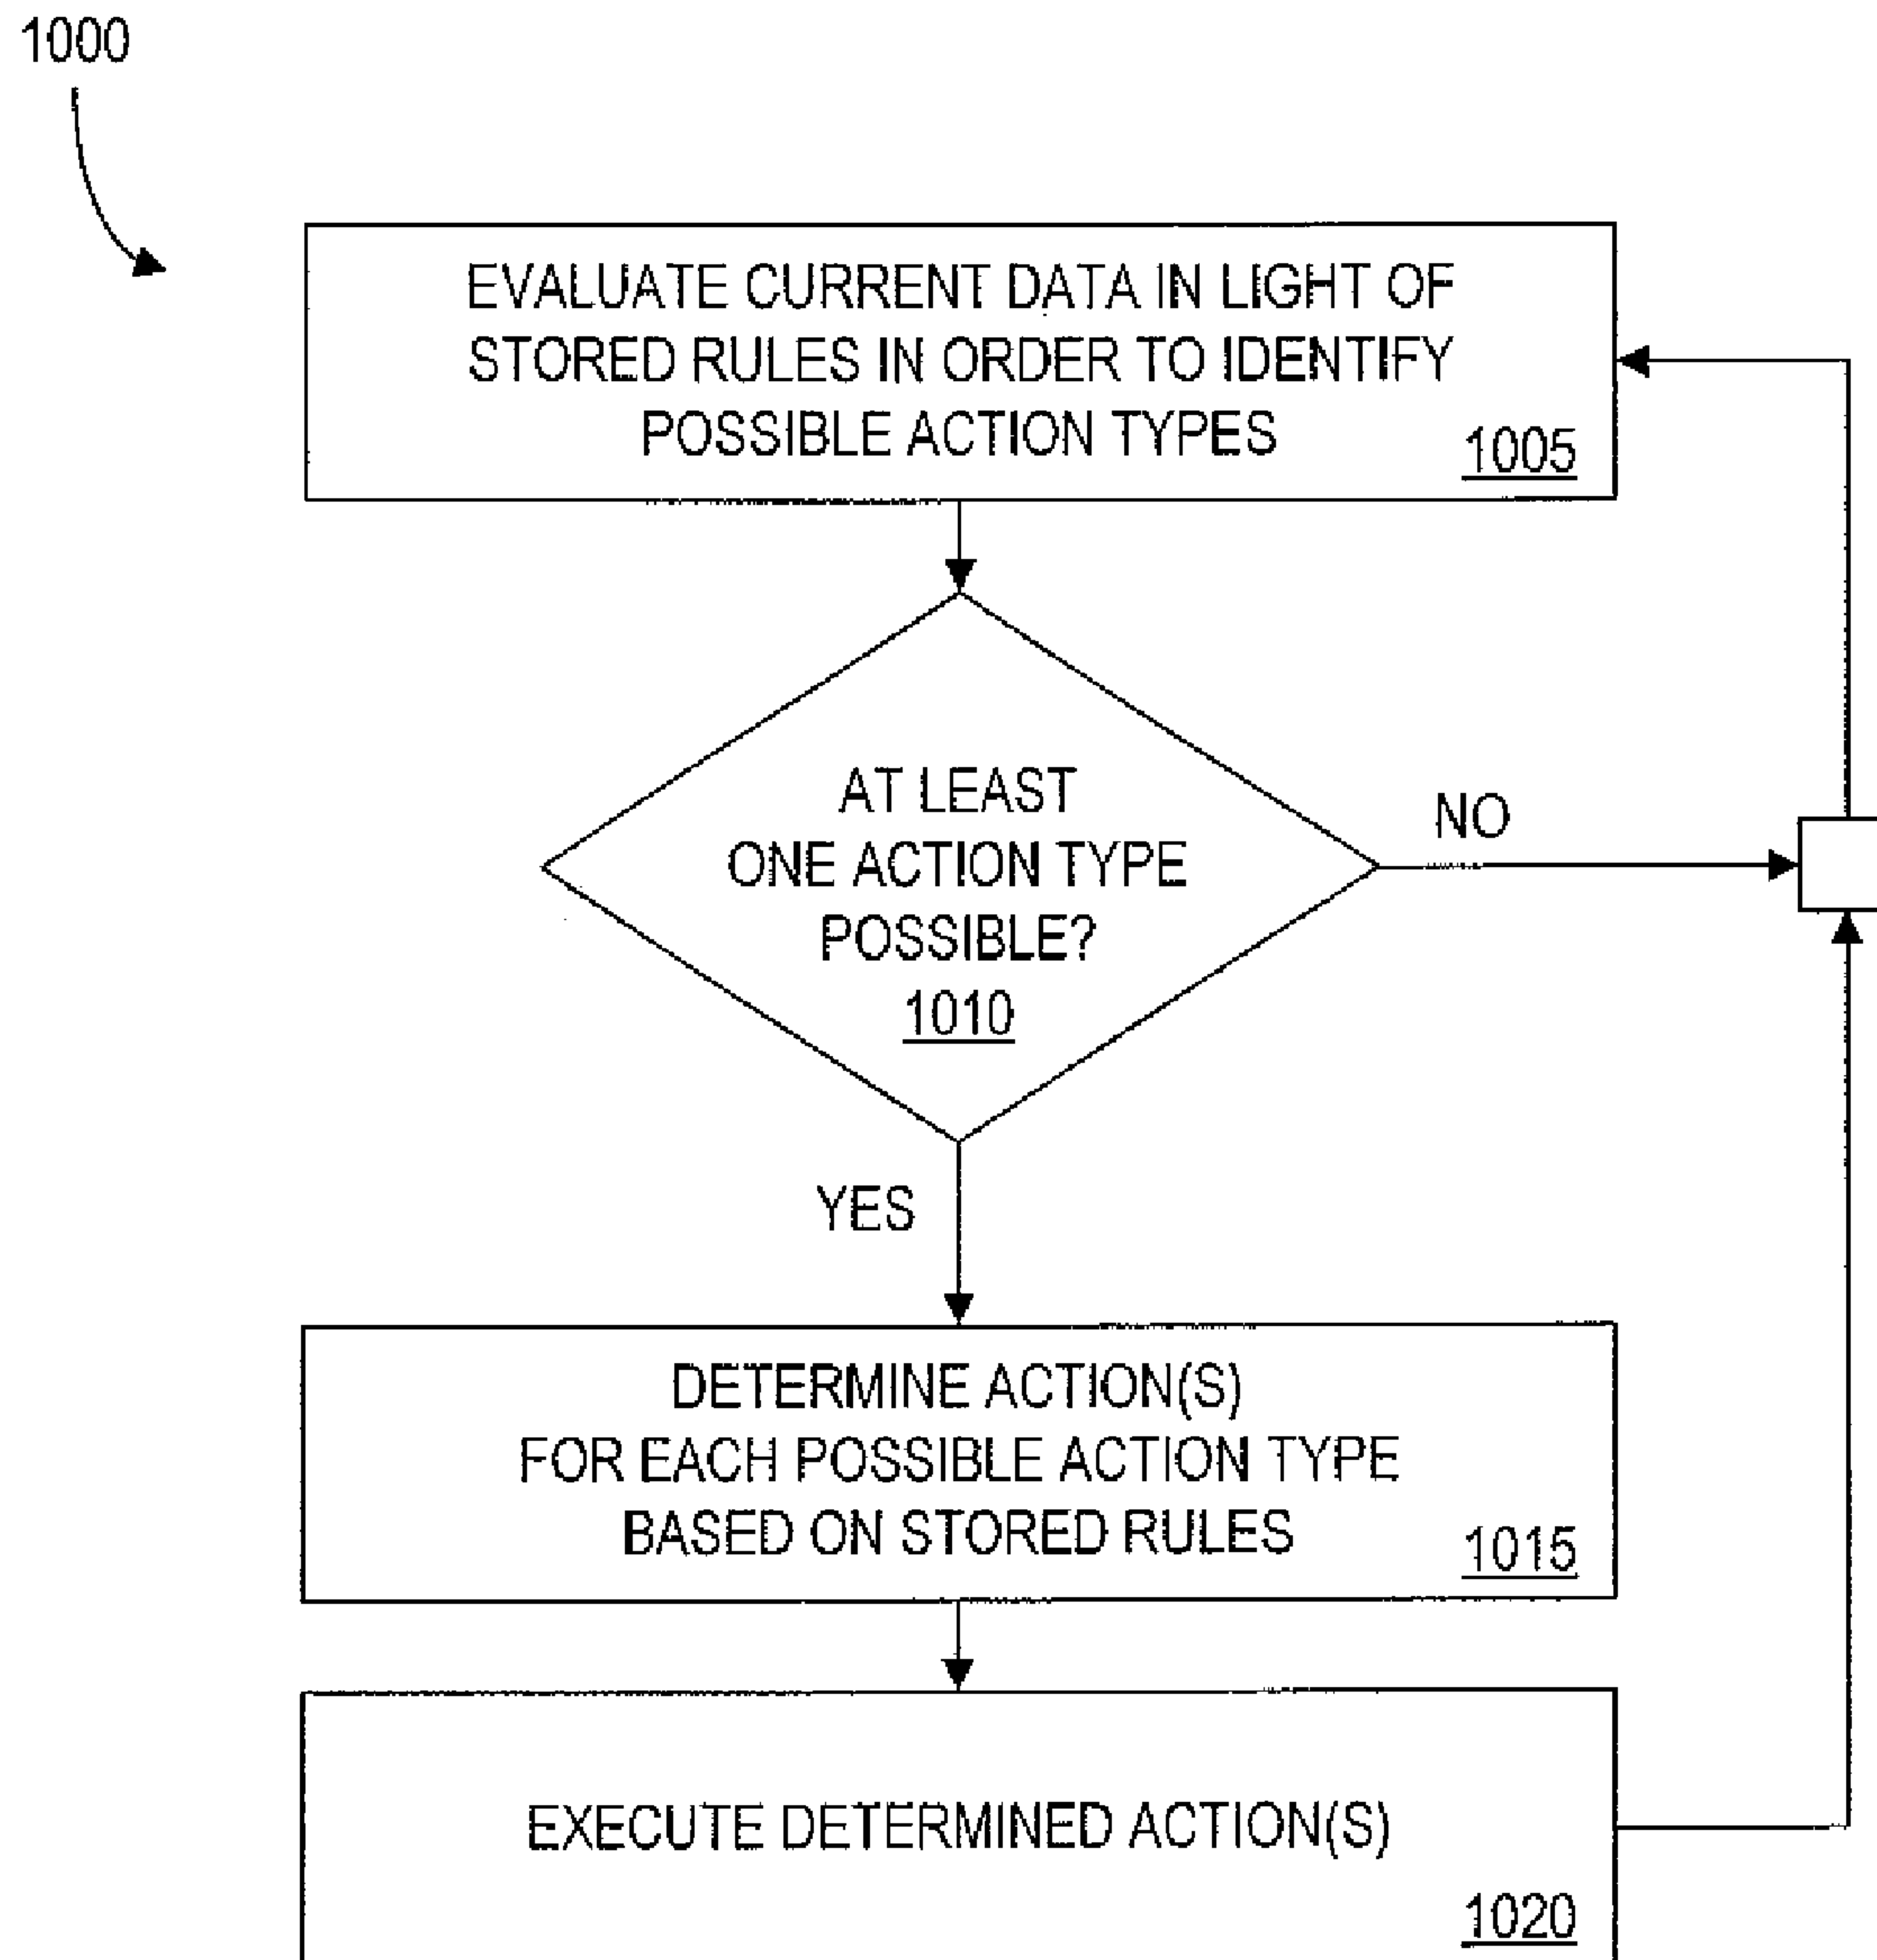 1000
EVALUATE CURRENT DATA IN LIGHT OF
STORED RULES IN ORDER TO IDENTIFY
POSSIBLE ACTION TYPES
1005
AT LEAST
ONE ACTION TYPE
POSSIBLE?
1010
NO
YES
DETERMINE ACTION(S)
FOR EACH POSSIBLE ACTION TYPE
BASED ON STORED RULES
1015
EXECUTE DETERMINED ACTION(S)
1020